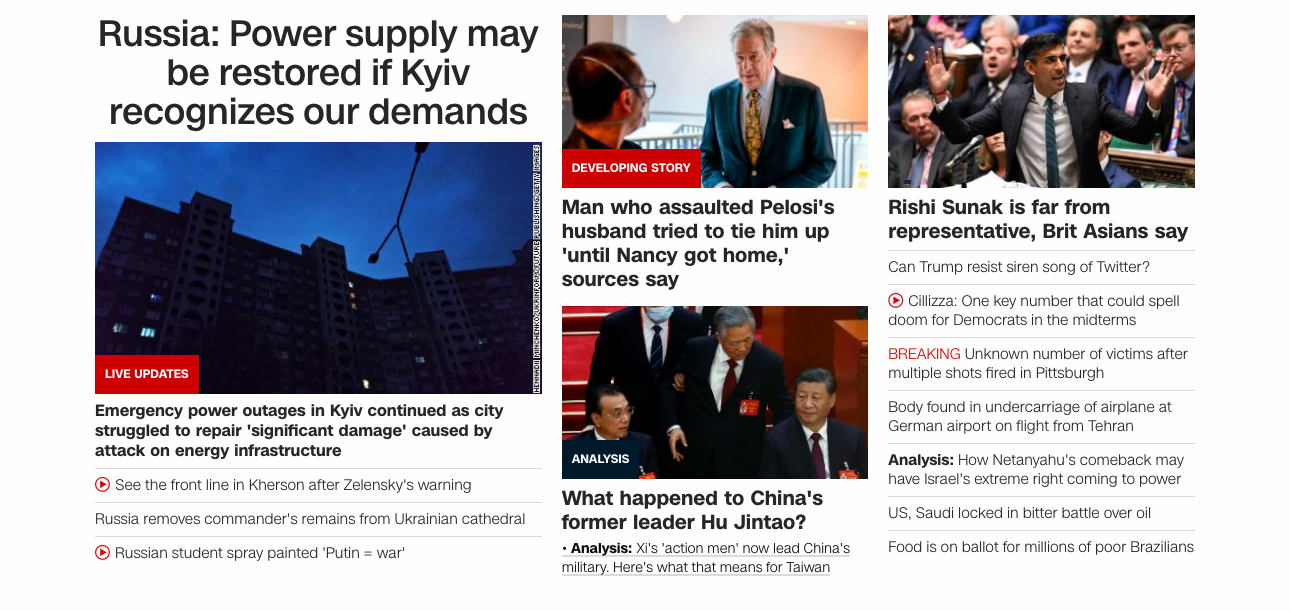 Russia: Power supply may
be restored if Kyiv
recognizes our demands
HENNADII MINCHENKO/UKRINFORM/FUTURE PUBLISHING/GETTY IMAGES
LIVE UPDATES
Emergency power outages in Kyiv continued as city
struggled to repair 'significant damage' caused by
attack on energy infrastructure
See the front line in Kherson after Zelensky's warning
Russia removes commander's remains from Ukrainian cathedral
Russian student spray painted 'Putin = war'
DEVELOPING STORY
Man who assaulted Pelosi's
husband tried to tie him up
'until Nancy got home,'
sources say
ANALYSIS
What happened to China's
former leader Hu Jintao?
• Analysis: Xi's 'action men' now lead China's
military. Here's what that means for Taiwan
Rishi Sunak is far from
representative, Brit Asians say
Can Trump resist siren song of Twitter?
Cillizza: One key number that could spell
doom for Democrats in the midterms
BREAKING Unknown number of victims after
multiple shots fired in Pittsburgh
Body found in undercarriage of airplane at
German airport on flight from Tehran
Analysis: How Netanyahu's comeback may
have Israel's extreme right coming to power
US, Saudi locked in bitter battle over oil
Food is on ballot for millions of poor Brazilians